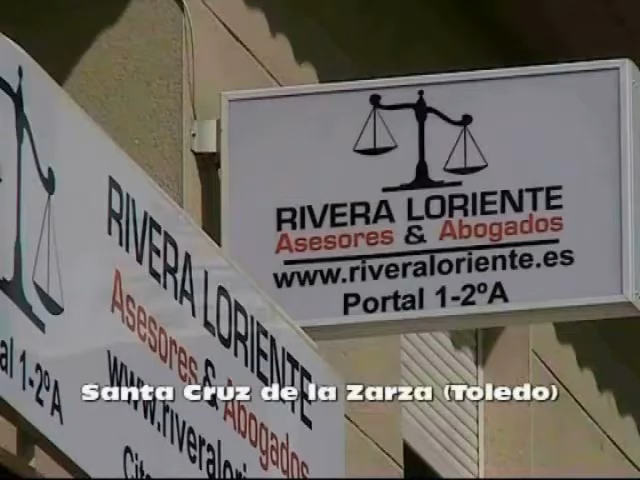 RIVERA LORIENTE
Asesores & Abogados
www.riveraloriente.es
Portal 1-2ºA
RIVERA LORIENTE
Asesores & Abogados
www.riveralori
al 1-2ºA
Santa Cruz de la Zarza (Toledo)